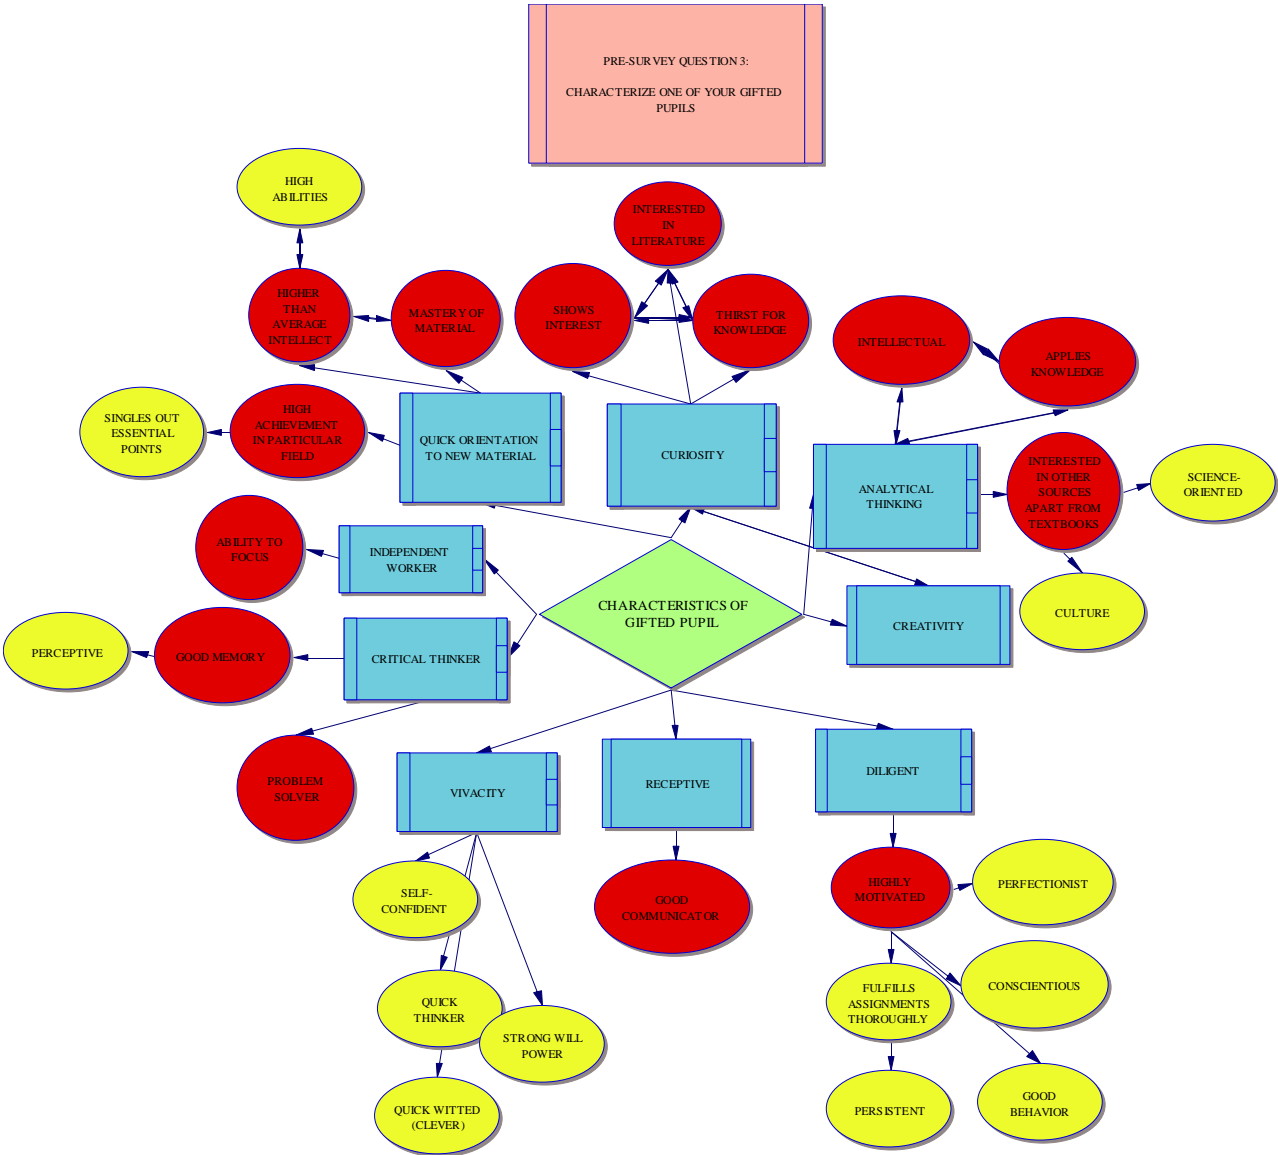 PRE-SURVEY QUESTION 3:
CHARACTERIZE ONE OF YOUR GIFTED
PUPILS
HIGH
ABILITIES
INTERESTED
IN
LITERATURE
HIGHER
THAN
AVERAGE
INTELLECT
MASTERY OF
MATERIAL
SHOWS
INTEREST
THIRST FOR
KNOWLEDGE
INTELLECTUAL
APPLIES
KNOWLEDGE
SINGLES OUT
ESSENTIAL
POINTS
HIGH
ACHIEVEMENT
IN PARTICULAR
FIELD
QUICK ORIENTATION
TO NEW MATERIAL
CURIOSITY
ANALYTICAL
THINKING
INTERESTED
IN OTHER
SOURCES
APART FROM
TEXTBOOKS
SCIENCE-
ORIENTED
ABILITY TO
FOCUS
INDEPENDENT
WORKER
CHARACTERISTICS OF
GIFTED PUPIL
CREATIVITY
CULTURE
PERCEPTIVE
GOOD MEMORY
CRITICAL THINKER
PROBLEM
SOLVER
VIVACITY
RECEPTIVE
DILIGENT
SELF-
CONFIDENT
GOOD
COMMUNICATOR
HIGHLY
MOTIVATED
PERFECTIONIST
QUICK
THINKER
STRONG WILL
POWER
FULFILLS
ASSIGNMENTS
THOROUGHLY
CONSCIENTIOUS
QUICK WITTED
(CLEVER)
PERSISTENT
GOOD
BEHAVIOR